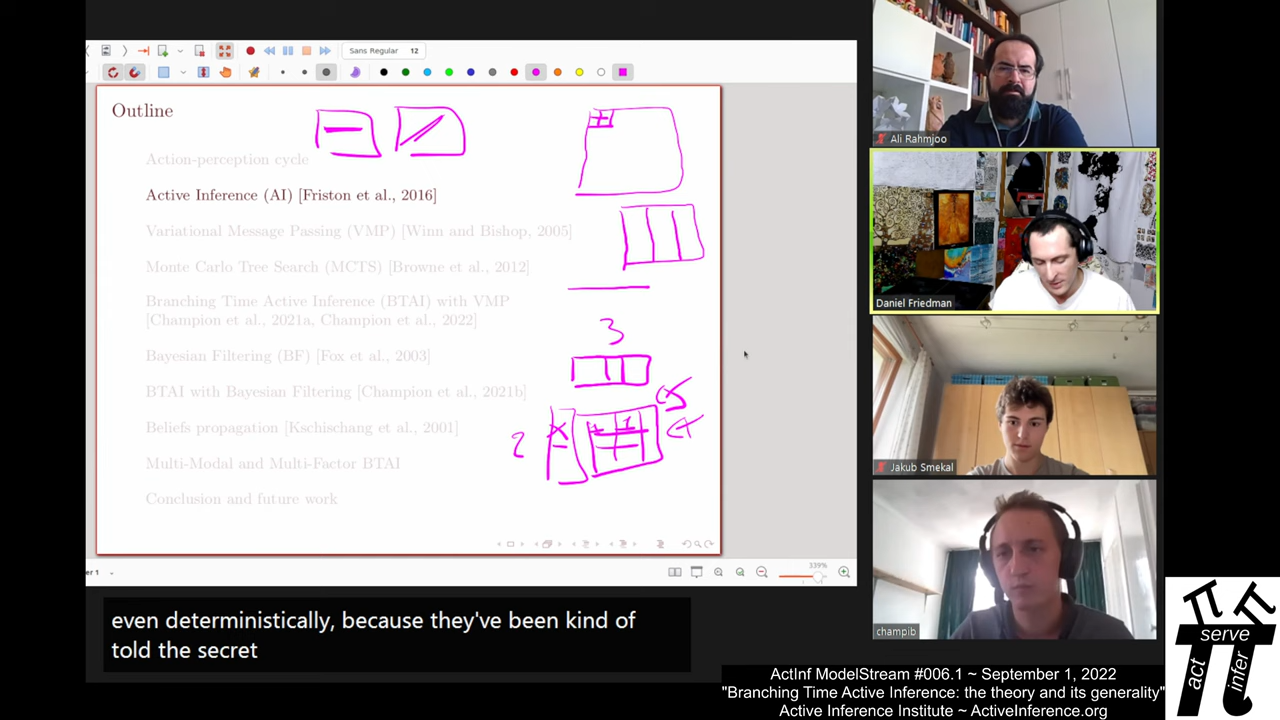 Sans Regular 12
Outline
Action-perception cycle
Active Inference (AI) [Friston et al., 2016]
Variational Message Passing (VMP) [Winn and Bishop, 2005]
Monte Carlo Tree Search (MCTS) [Browne et al., 2012]
Branching Time Active Inference (BTAI) with VMP
[Champion et al., 2021a, Champion et al., 2022]
Bayesian Filtering (BF) [Fox et al., 2003]
BTAI with Bayesian Filtering [Champion et al., 2021b]
Beliefs propagation [Kschischang et al., 2001]
Multi-Modal and Multi-Factor BTAI
Conclusion and future work
3
2
er 1
339%
even deterministically, because they've been kind of
told the secret
Ali Rahmjoo
Daniel Friedman
Jakub Smekal
champib
ActInf ModelStream #006.1 ~ September 1, 2022
"Branching Time Active Inference: the theory and its generality"
Active Inference Institute ~ ActiveInference.org
π π
serve
π
act infer